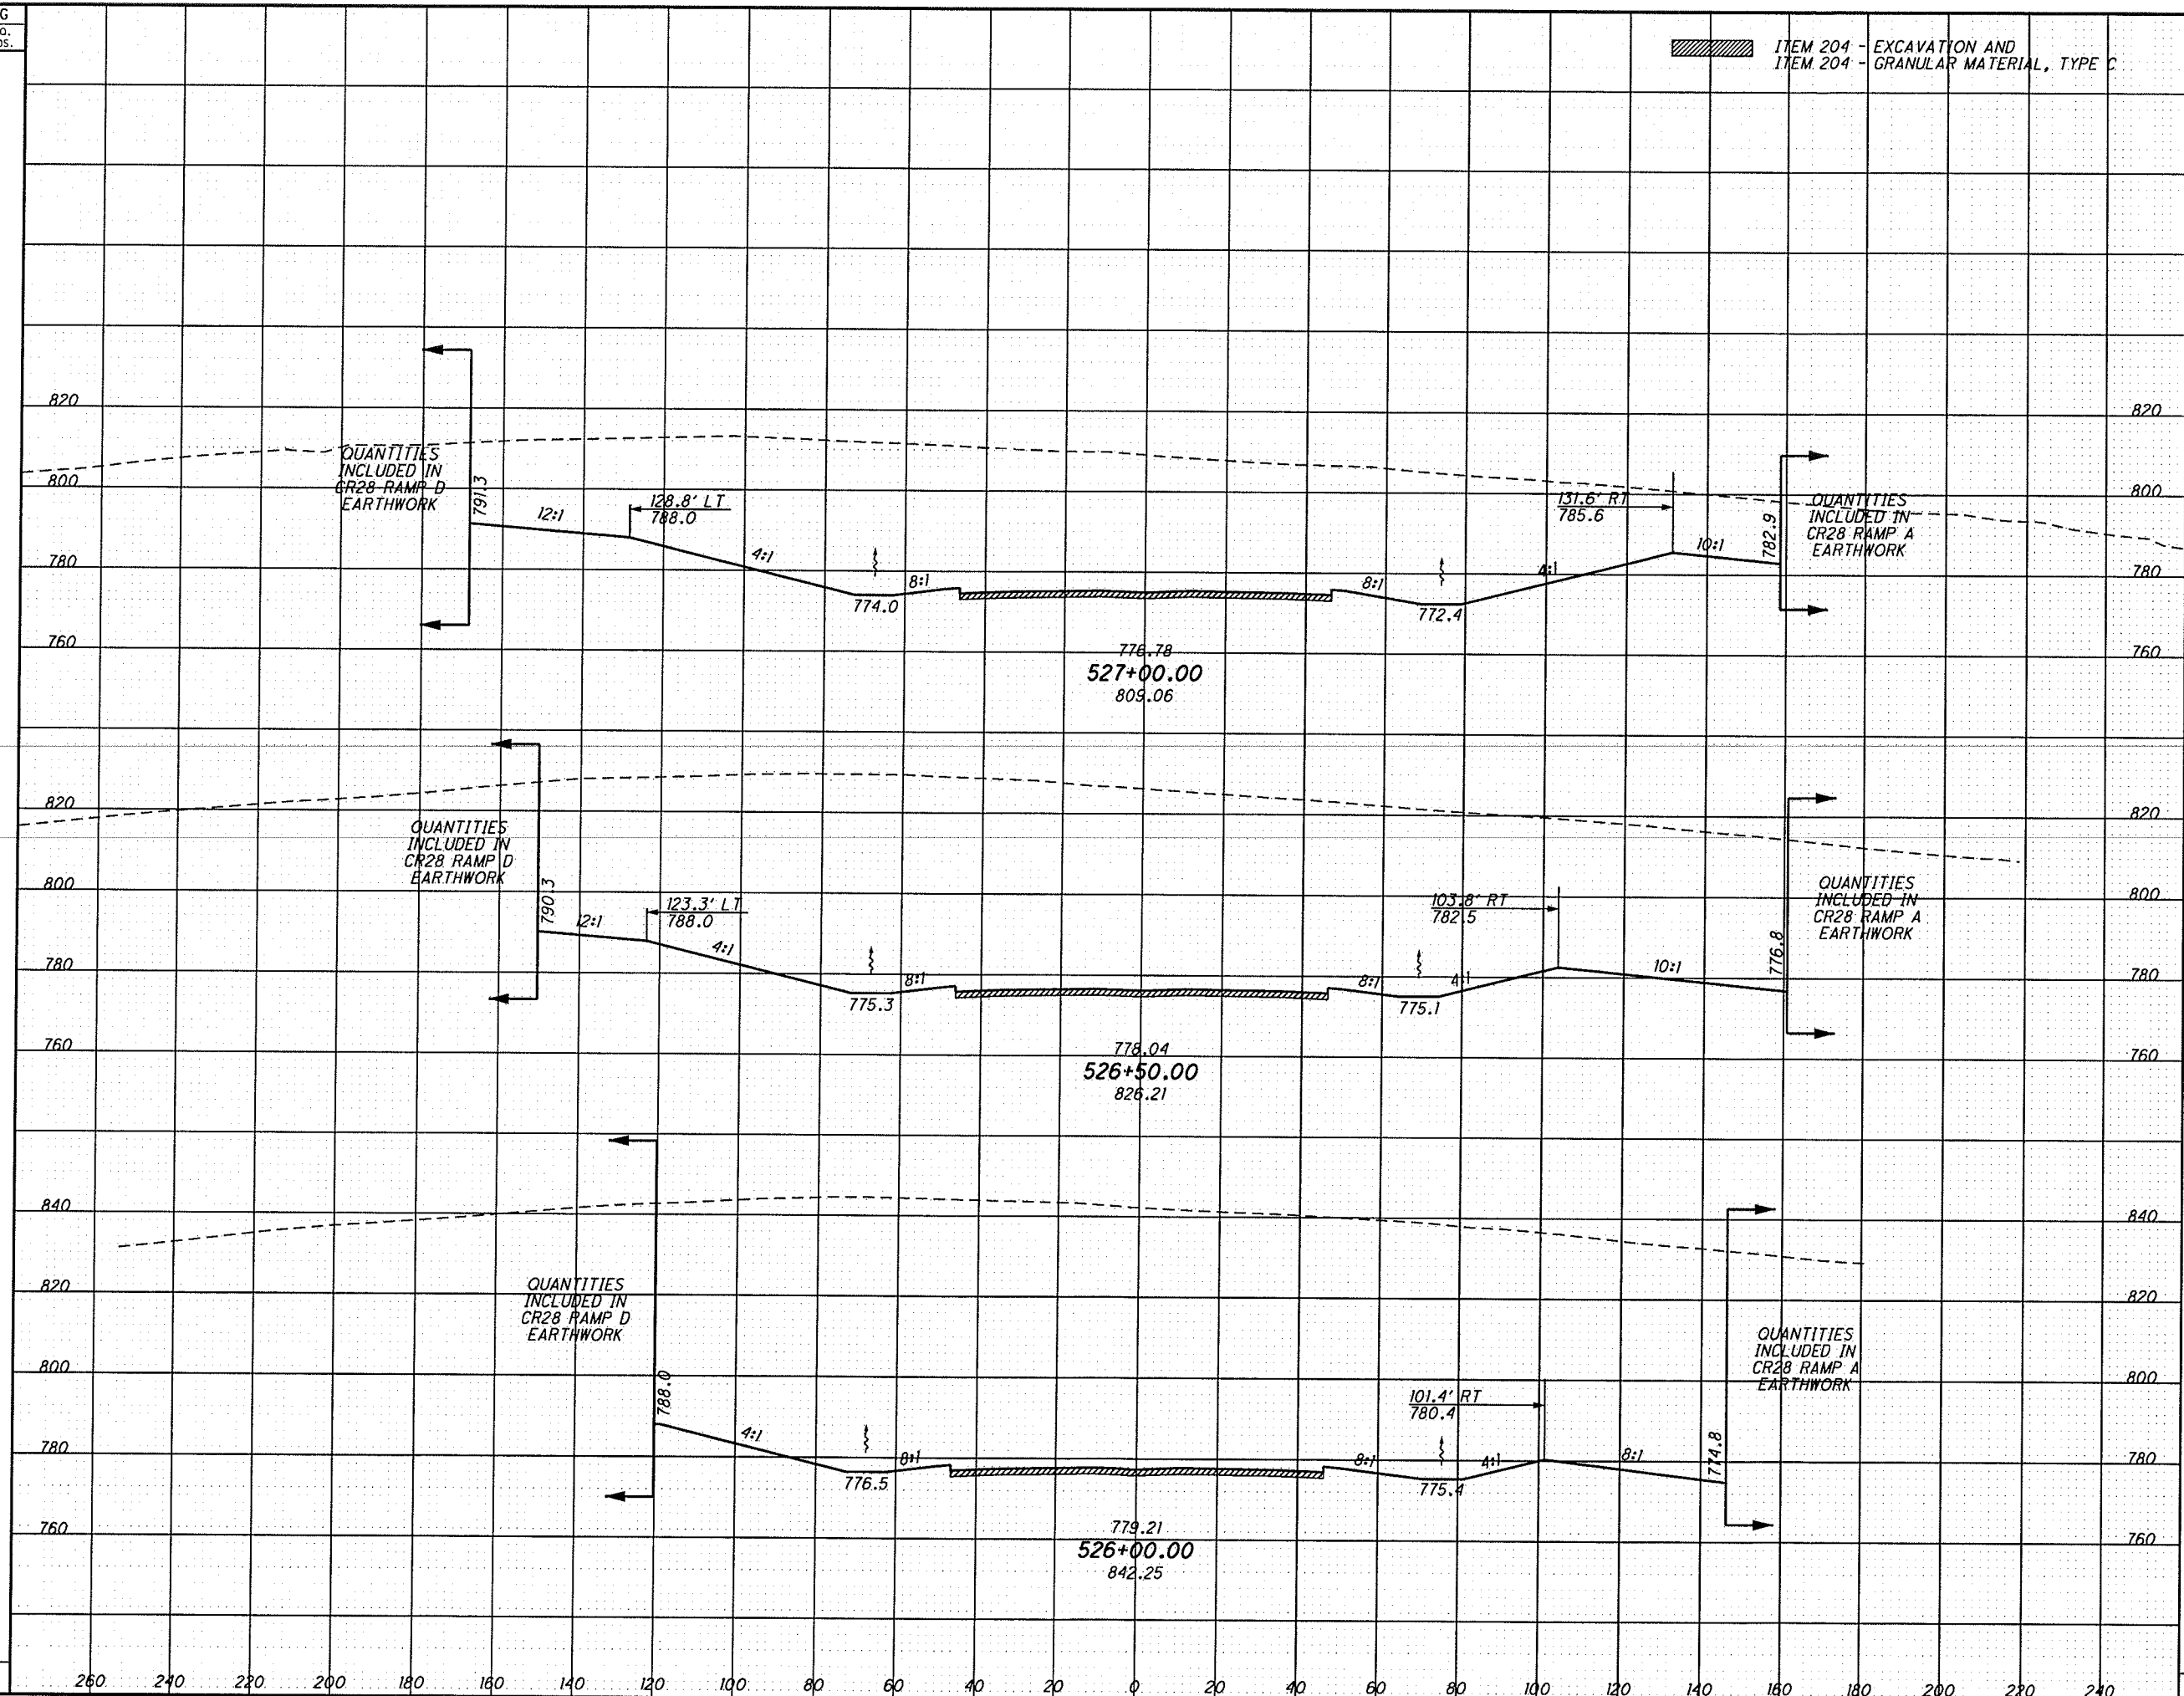 G
O.
DS.
ITEM 204 - EXCAVATION AND
ITEM 204 - GRANULAR MATERIAL, TYPE C
820
820
QUANTITIES
INCLUDED IN
CR28 RAMP D
EARTHWORK
800
791.3
12:1
128.8' LT
788.0
4:1
8:1
774.0
131.6' RT
785.6
800
QUANTITIES
INCLUDED IN
CR28 RAMP A
EARTHWORK
782.9
10:1
4:1
8:1
772.4
780
780
760
760
776.78
527+00.00
809.06
820
820
QUANTITIES
INCLUDED IN
CR28 RAMP D
EARTHWORK
800
790.3
12:1
123.3' LT
788.0
4:1
8:1
775.3
103.8' RT
782.5
800
QUANTITIES
INCLUDED IN
CR28 RAMP A
EARTHWORK
776.8
10:1
4:1
8:1
775.1
780
780
760
760
778.04
526+50.00
826.21
840
840
QUANTITIES
INCLUDED IN
CR28 RAMP D
EARTHWORK
820
820
QUANTITIES
INCLUDED IN
CR28 RAMP A
EARTHWORK
800
800
788.0
4:1
8:1
776.5
101.4' RT
780.4
8:1
4:1
8:1
774.8
775.4
780
780
760
760
779.21
526+00.00
842.25
260 240 220 200 180 160 140 120 100 80 60 40 20 0 20 40 60 80 100 120 140 160 180 200 220 240